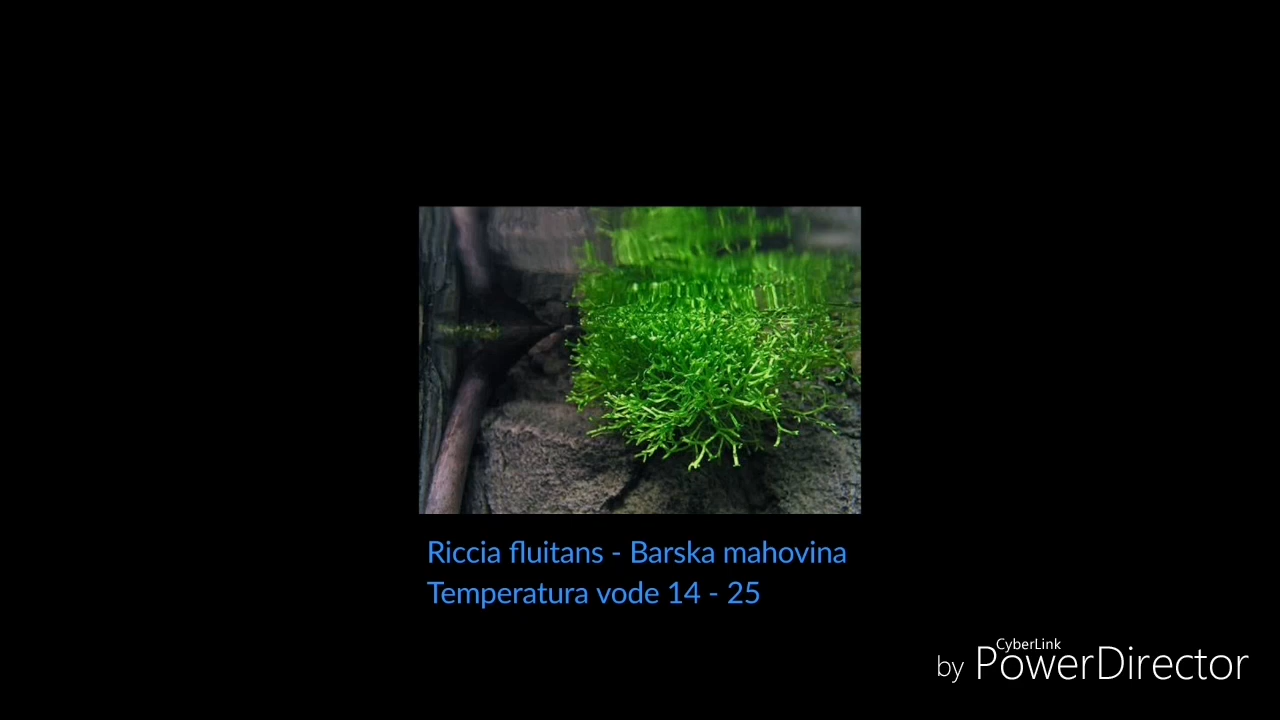 Riccia fluitans - Barska mahovina
Temperatura vode 14 - 25
CyberLink
by PowerDirector